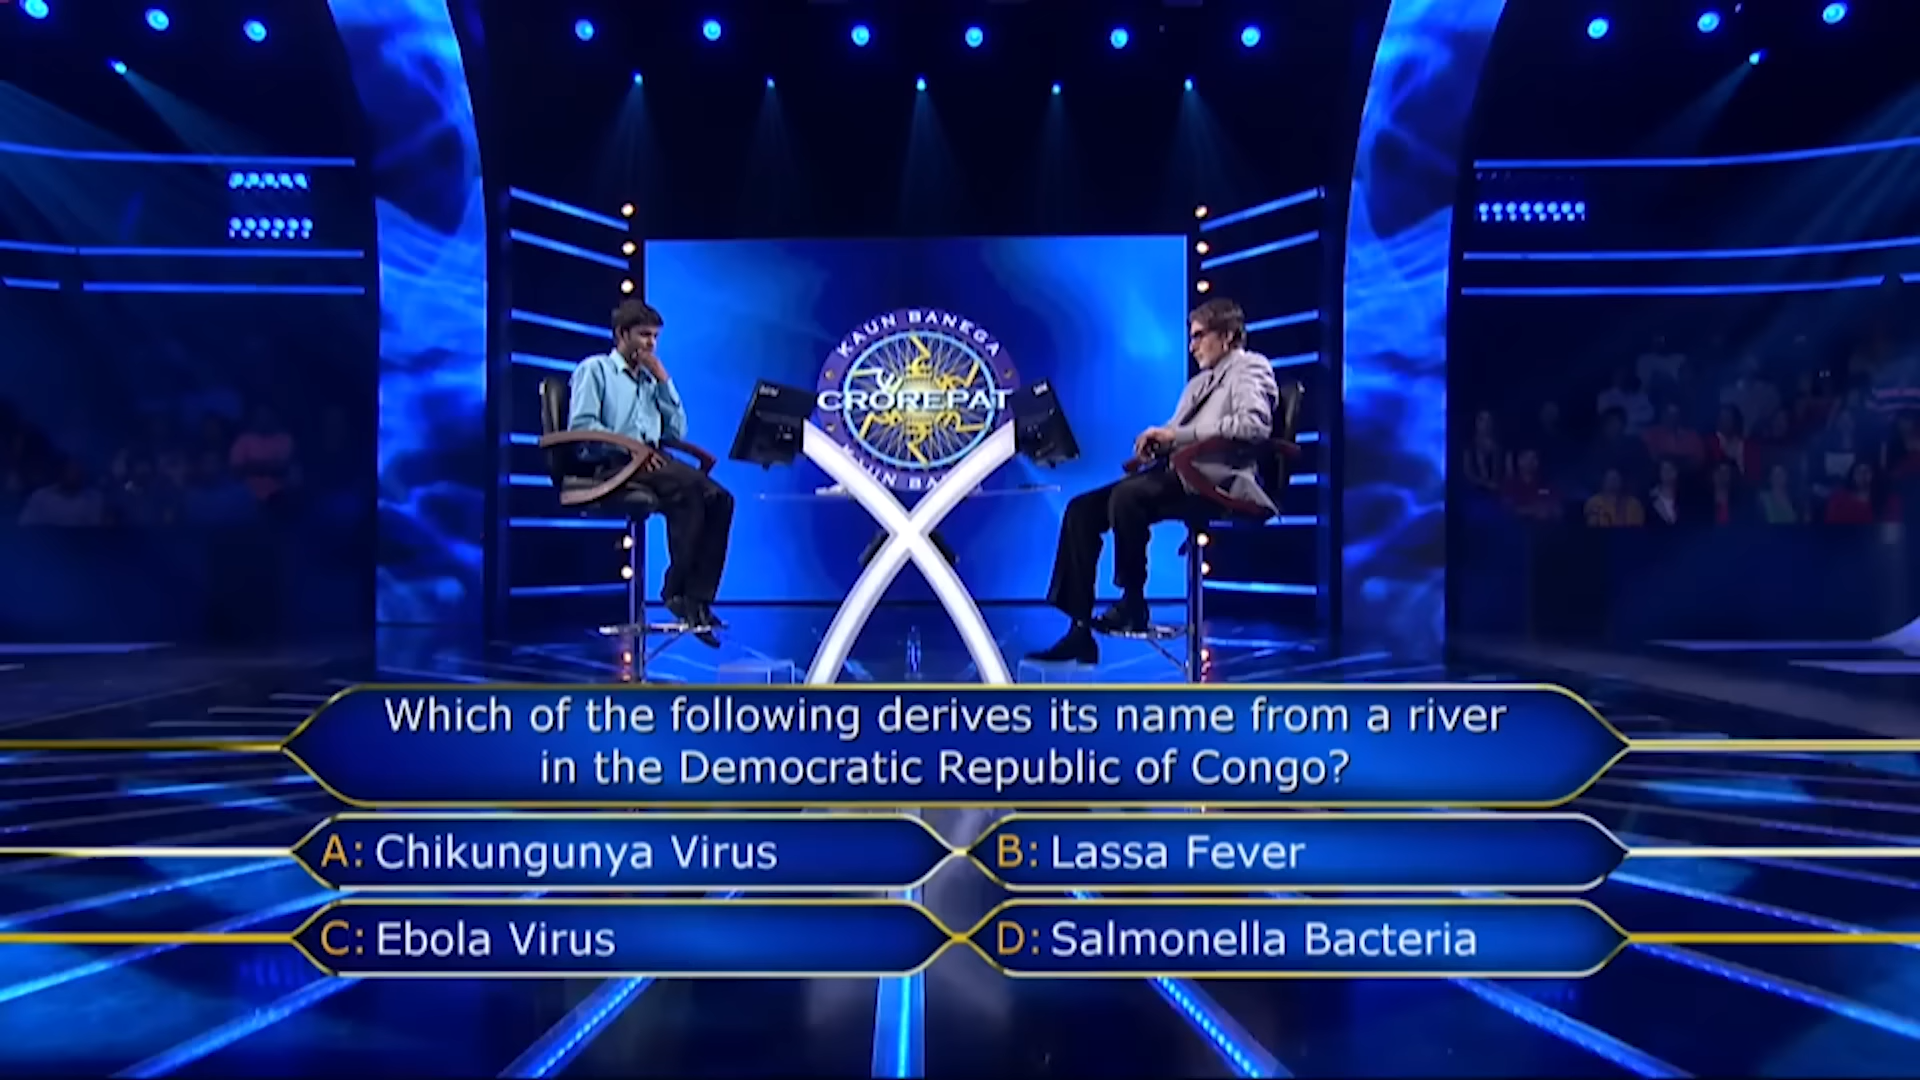 KAUN BANEGA
CROREPAT
Which of the following derives its name from a river
in the Democratic Republic of Congo?
A: Chikungunya Virus
B: Lassa Fever
C: Ebola Virus
D: Salmonella Bacteria